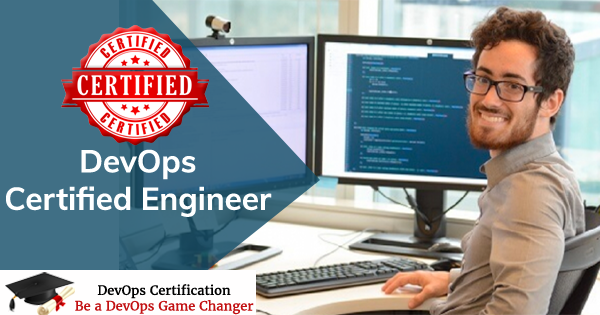 CERTIFIED
CERTIFIED
CERTIFIED
DevOps
Certified Engineer
DevOps Certification
Be a DevOps Game Changer